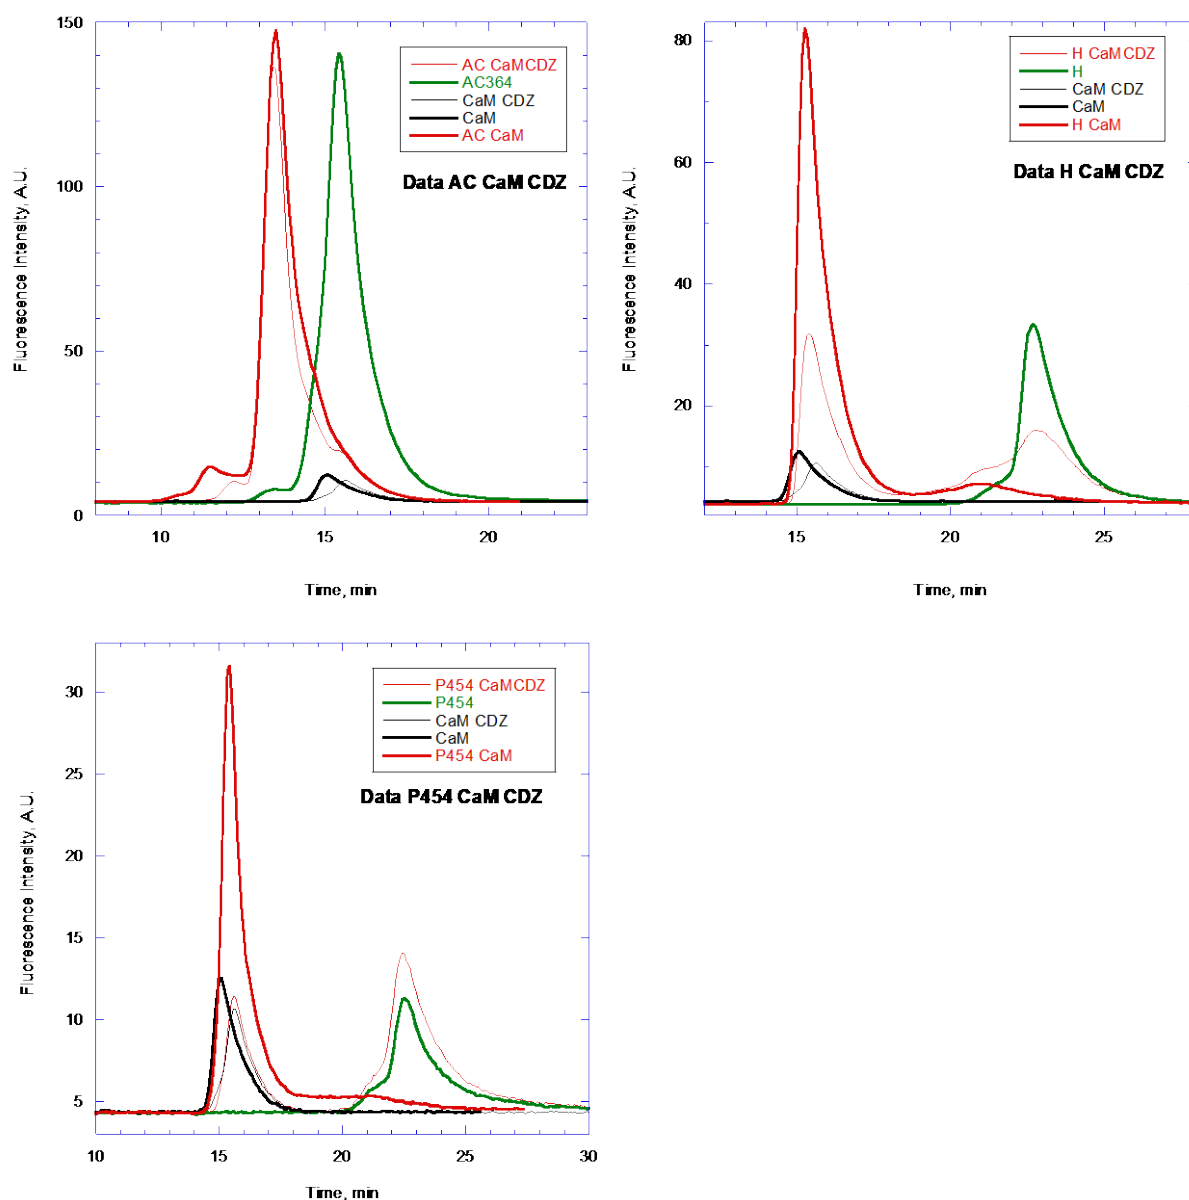 150
100
50
0
10
15
20
Fluorescence Intensity, A.U.
Time, min
AC CaMCDZ
AC364
CaM CDZ
CaM
AC CaM
Data AC CaM CDZ
80
60
40
20
15
20
25
Fluorescence Intensity, A.U.
Time, min
H CaMCDZ
H
CaM CDZ
CaM
H CaM
Data H CaM CDZ
30
25
20
15
10
5
10
15
20
25
30
Fluorescence Intensity, A.U.
Time, min
P454 CaMCDZ
P454
CaM CDZ
CaM
P454 CaM
Data P454 CaM CDZ